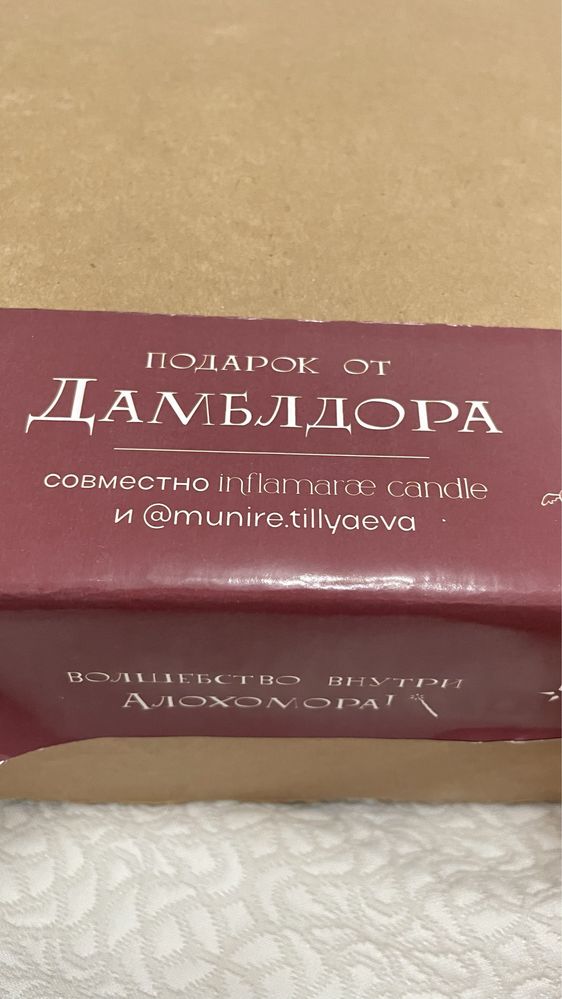 ПОДАРОК ОТ
ДАМБЛДОРА
совместно inflamaræ candle
и @munire.tillyaeva
ВОЛШЕБСТВО ВНУТРИ
АЛОХОМОРА!